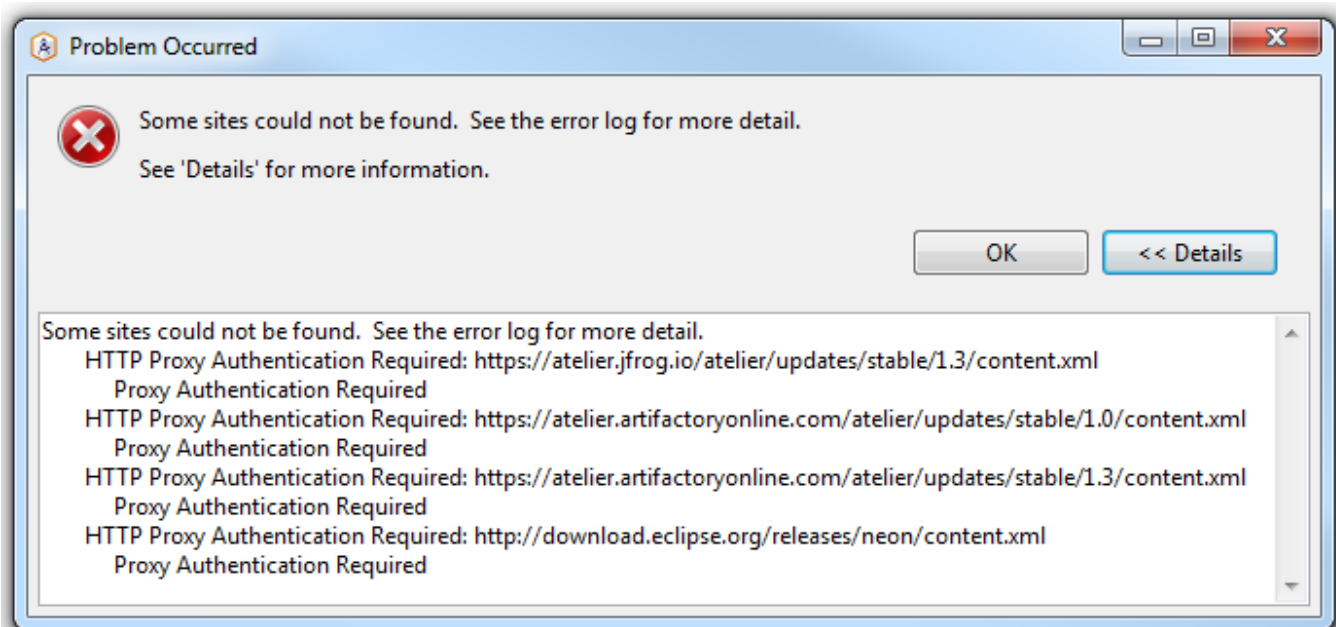 Problem Occurred
Some sites could not be found.  See the error log for more detail.
See 'Details' for more information.
OK
<< Details
Some sites could not be found.  See the error log for more detail.
HTTP Proxy Authentication Required: https://atelier.jfrog.io/atelier/updates/stable/1.3/content.xml
Proxy Authentication Required
HTTP Proxy Authentication Required: https://atelier.artifactoryonline.com/atelier/updates/stable/1.0/content.xml
Proxy Authentication Required
HTTP Proxy Authentication Required: https://atelier.artifactoryonline.com/atelier/updates/stable/1.3/content.xml
Proxy Authentication Required
HTTP Proxy Authentication Required: http://download.eclipse.org/releases/neon/content.xml
Proxy Authentication Required